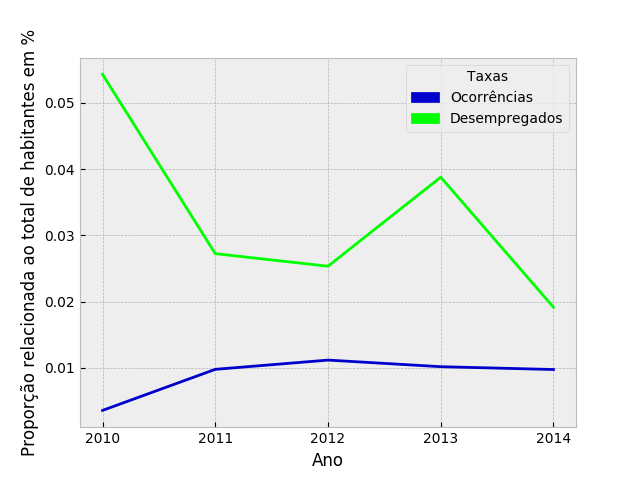 Proporção relacionada ao total de habitantes em %
0.05
0.04
0.03
0.02
0.01
Taxas
Ocorrências
Desempregados
2010
2011
2012
2013
2014
Ano